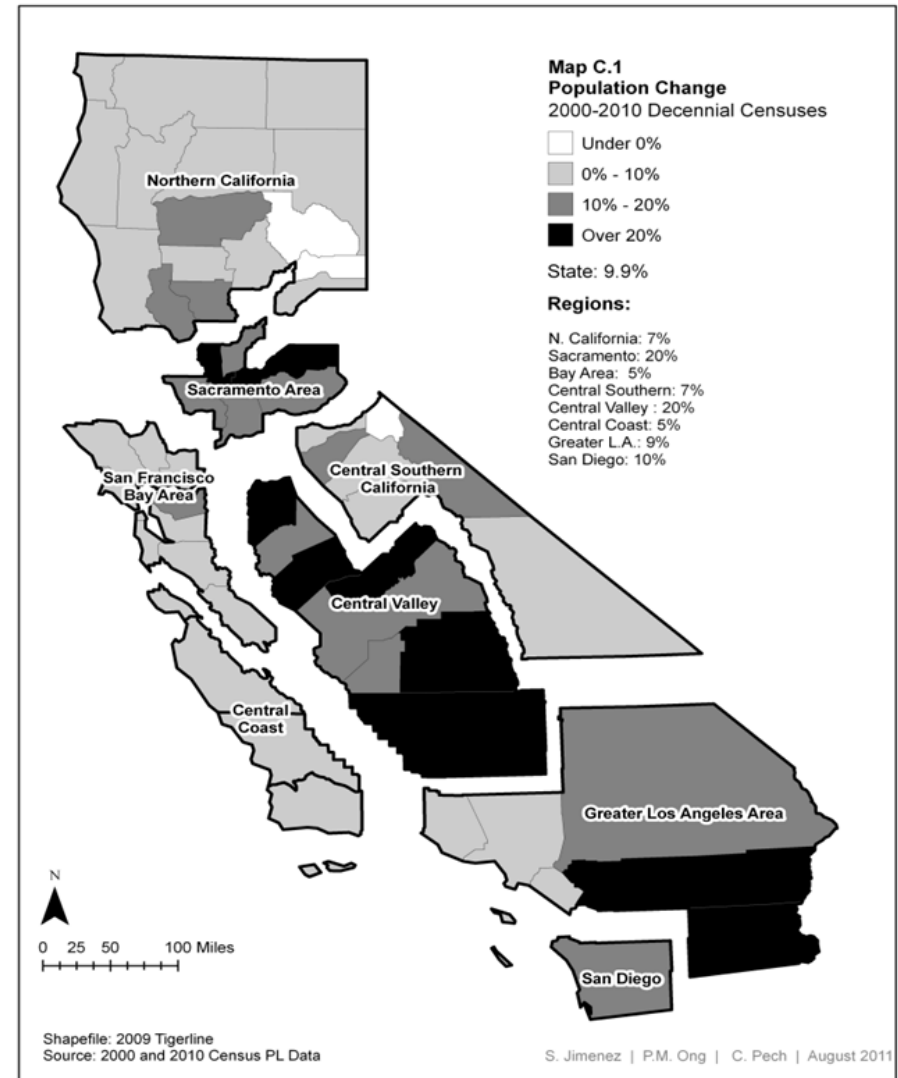 Map C.1
Population Change
2000-2010 Decennial Censuses
Under 0%
0% - 10%
10% - 20%
Over 20%
State: 9.9%
Regions:
N. California: 7%
Sacramento: 20%
Bay Area: 5%
Central Southern: 7%
Central Valley : 20%
Central Coast: 5%
Greater L.A.: 9%
San Diego: 10%
Northern California
Sacramento Area
San Francisco
Bay Area
Central Southern
California
Central Valley
Central
Coast
Greater Los Angeles Area
San Diego
N
0 25 50 100 Miles
Shapefile: 2009 Tigerline
Source: 2000 and 2010 Census PL Data
S. Jimenez | P.M. Ong | C. Pech | August 2011